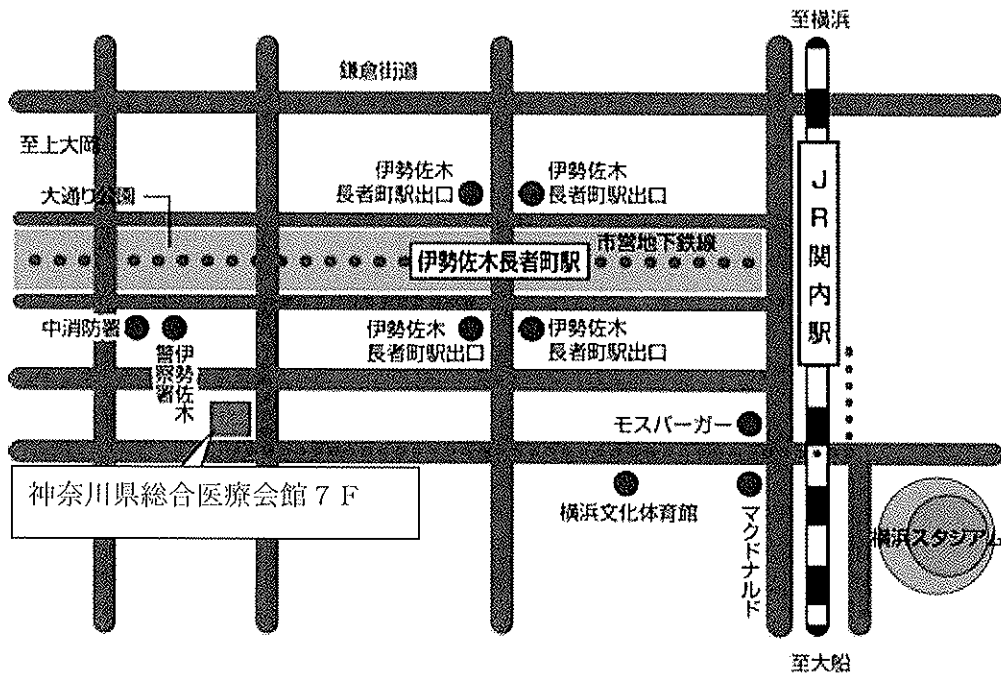 至横浜
鎌倉街道
至上大岡
伊勢佐木
長者町駅出口
伊勢佐木
長者町駅出口
大通り公園
市営地下鉄線
伊勢佐木長者町駅
JR関内駅
中消防署
伊勢佐木
警察署
伊勢佐木
長者町駅出口
伊勢佐木
長者町駅出口
モスバーガー
神奈川県総合医療会館7F
横浜文化体育館
マクドナルド
横浜スタジアム
至大船